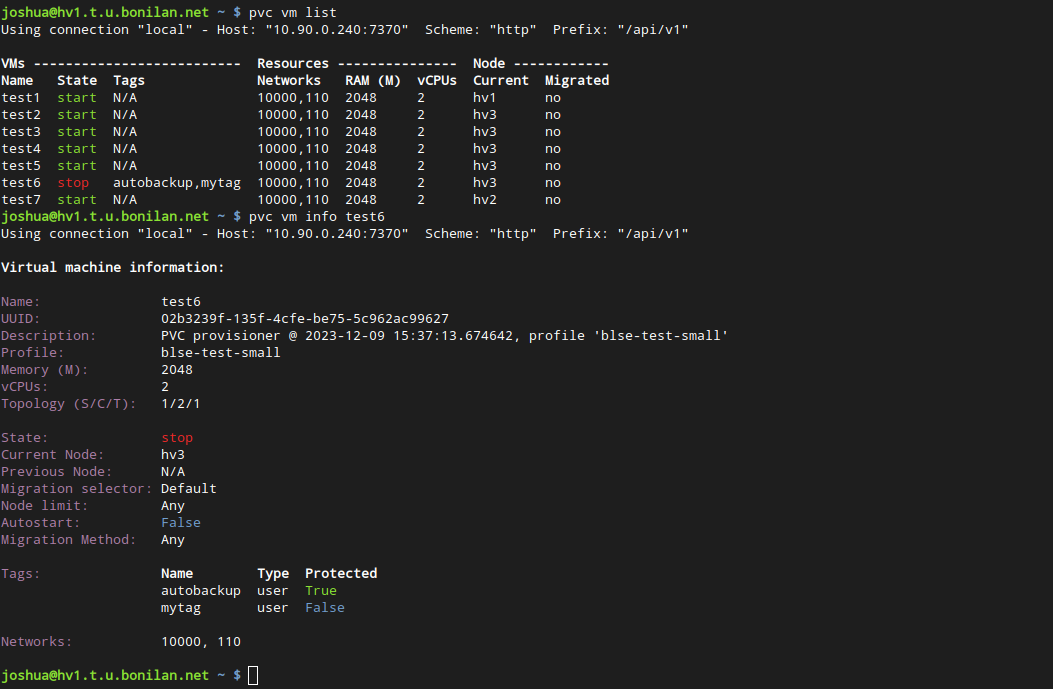 joshua@hv1.t.u.bonilan.net ~ $ pvc vm list
Using connection "local" - Host: "10.90.0.240:7370"  Scheme: "http"  Prefix: "/api/v1"
VMs --------------------------  Resources ---------------  Node ------------
Name   State  Tags              Networks   RAM (M)  vCPUs  Current  Migrated
test1  start  N/A               10000,110  2048     2      hv1      no
test2  start  N/A               10000,110  2048     2      hv3      no
test3  start  N/A               10000,110  2048     2      hv3      no
test4  start  N/A               10000,110  2048     2      hv3      no
test5  start  N/A               10000,110  2048     2      hv3      no
test6  stop   autobackup,mytag  10000,110  2048     2      hv3      no
test7  start  N/A               10000,110  2048     2      hv2      no
joshua@hv1.t.u.bonilan.net ~ $ pvc vm info test6
Using connection "local" - Host: "10.90.0.240:7370"  Scheme: "http"  Prefix: "/api/v1"
Virtual machine information:
Name:               test6
UUID:               02b3239f-135f-4cfe-be75-5c962ac99627
Description:        PVC provisioner @ 2023-12-09 15:37:13.674642, profile 'blse-test-small'
Profile:            blse-test-small
Memory (M):         2048
vCPUs:              2
Topology (S/C/T):   1/2/1
State:              stop
Current Node:       hv3
Previous Node:      N/A
Migration selector: Default
Node limit:         Any
Autostart:          False
Migration Method:   Any
Tags:               Name        Type  Protected
                    autobackup  user  True
                    mytag       user  False
Networks:           10000, 110
joshua@hv1.t.u.bonilan.net ~ $